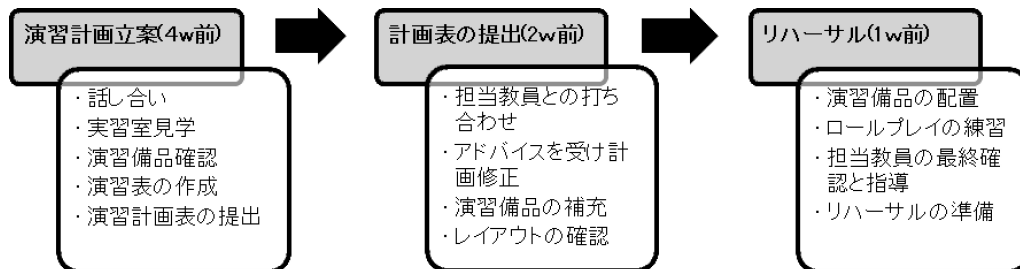 演習計画立案(4w前)
・話し合い
・実習室見学
・演習備品確認
・演習表の作成
・演習計画表の提出
計画表の提出(2w前)
・担当教員との打ち
合わせ
・アドバイスを受け計
画修正
・演習備品の補充
・レイアウトの確認
リハーサル(1w前)
・演習備品の配置
・ロールプレイの練習
・担当教員の最終確
認と指導
・リハーサルの準備